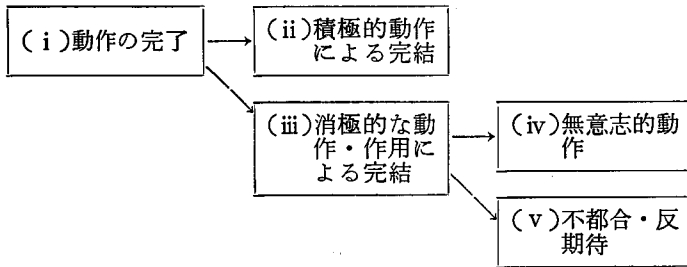 (ⅰ)動作の完了
(ⅱ)積極的動作
による完結
(ⅲ)消極的な動
作・作用に
よる完結
(ⅳ)無意志的動
作
(ⅴ)不都合・反
期待